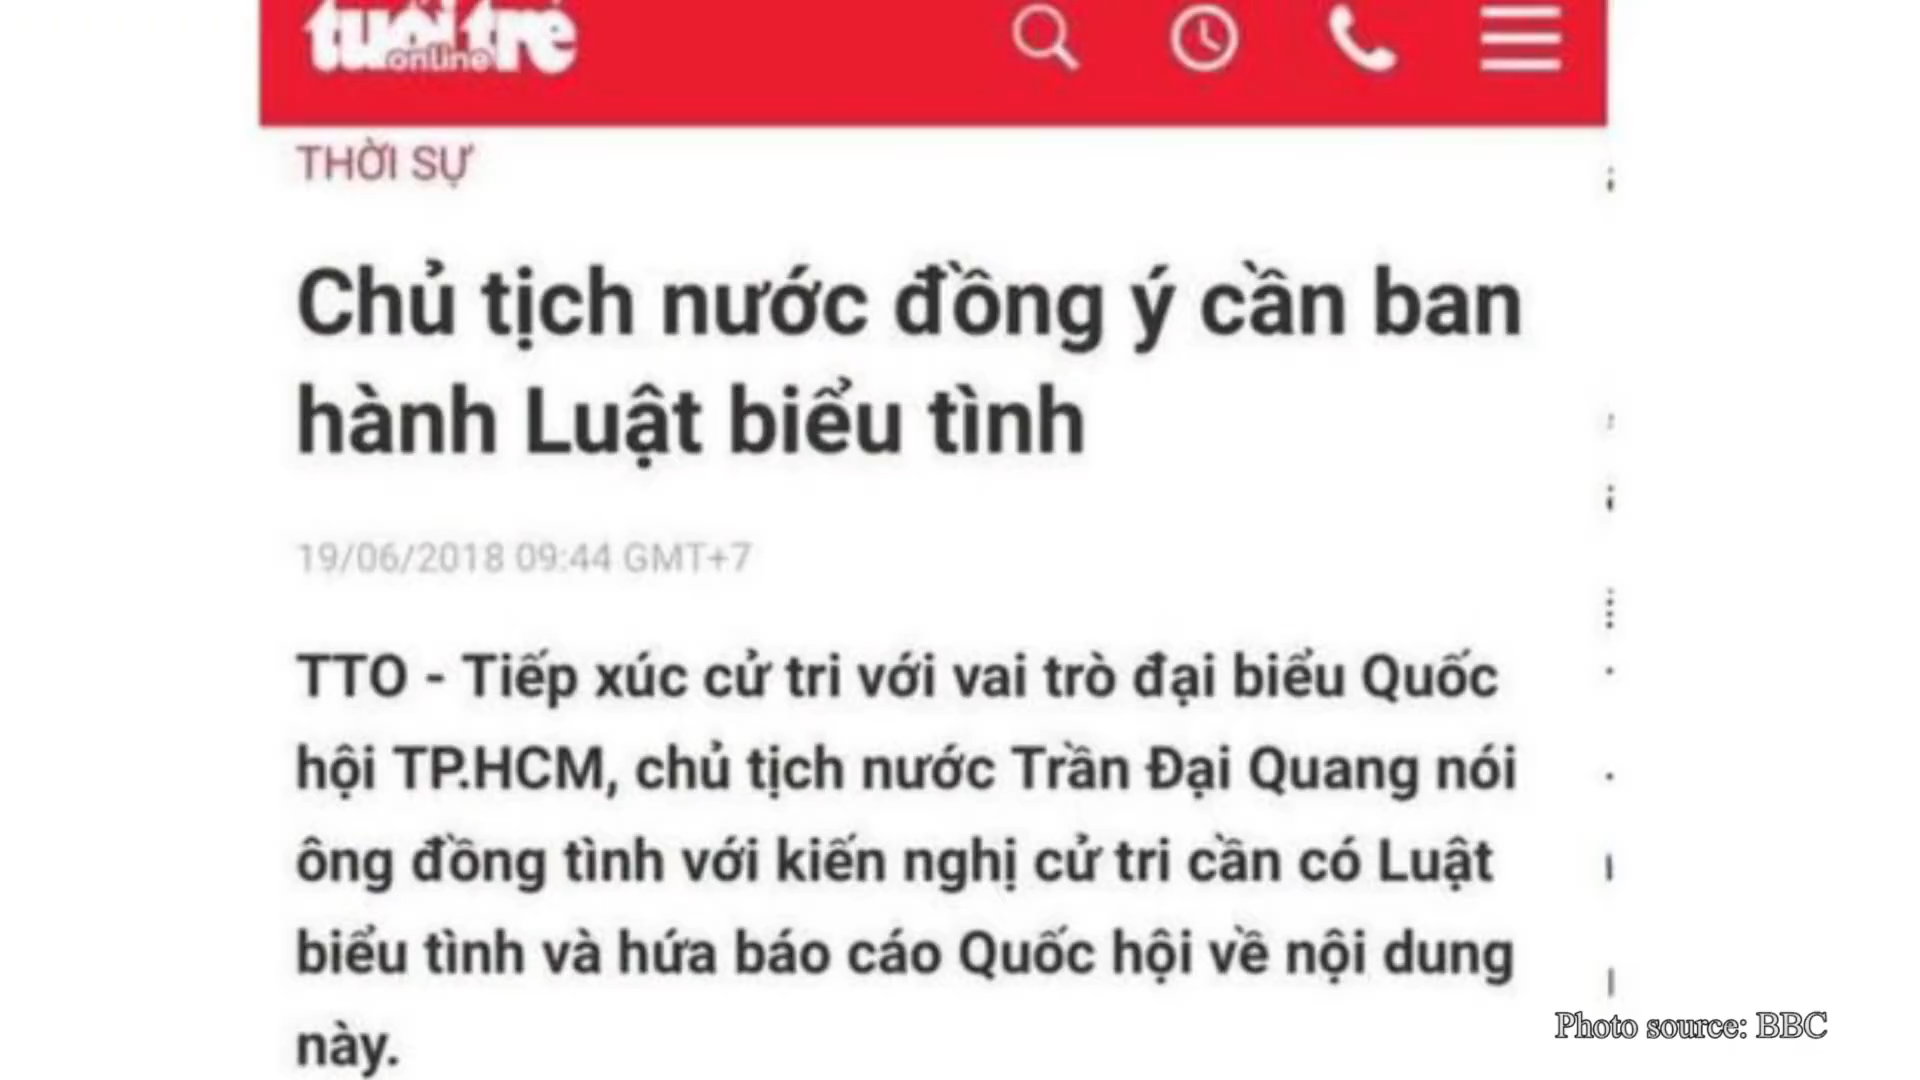 tuổi trẻ
online
THỜI SỰ
Chủ tịch nước đồng ý cần ban
hành Luật biểu tình
19/06/2018 09:44 GMT+7
TTO - Tiếp xúc cử tri với vai trò đại biểu Quốc
hội TP.HCM, chủ tịch nước Trần Đại Quang nói
ông đồng tình với kiến nghị cử tri cần có Luật
biểu tình và hứa báo cáo Quốc hội về nội dung
này.
Photo source: BBC